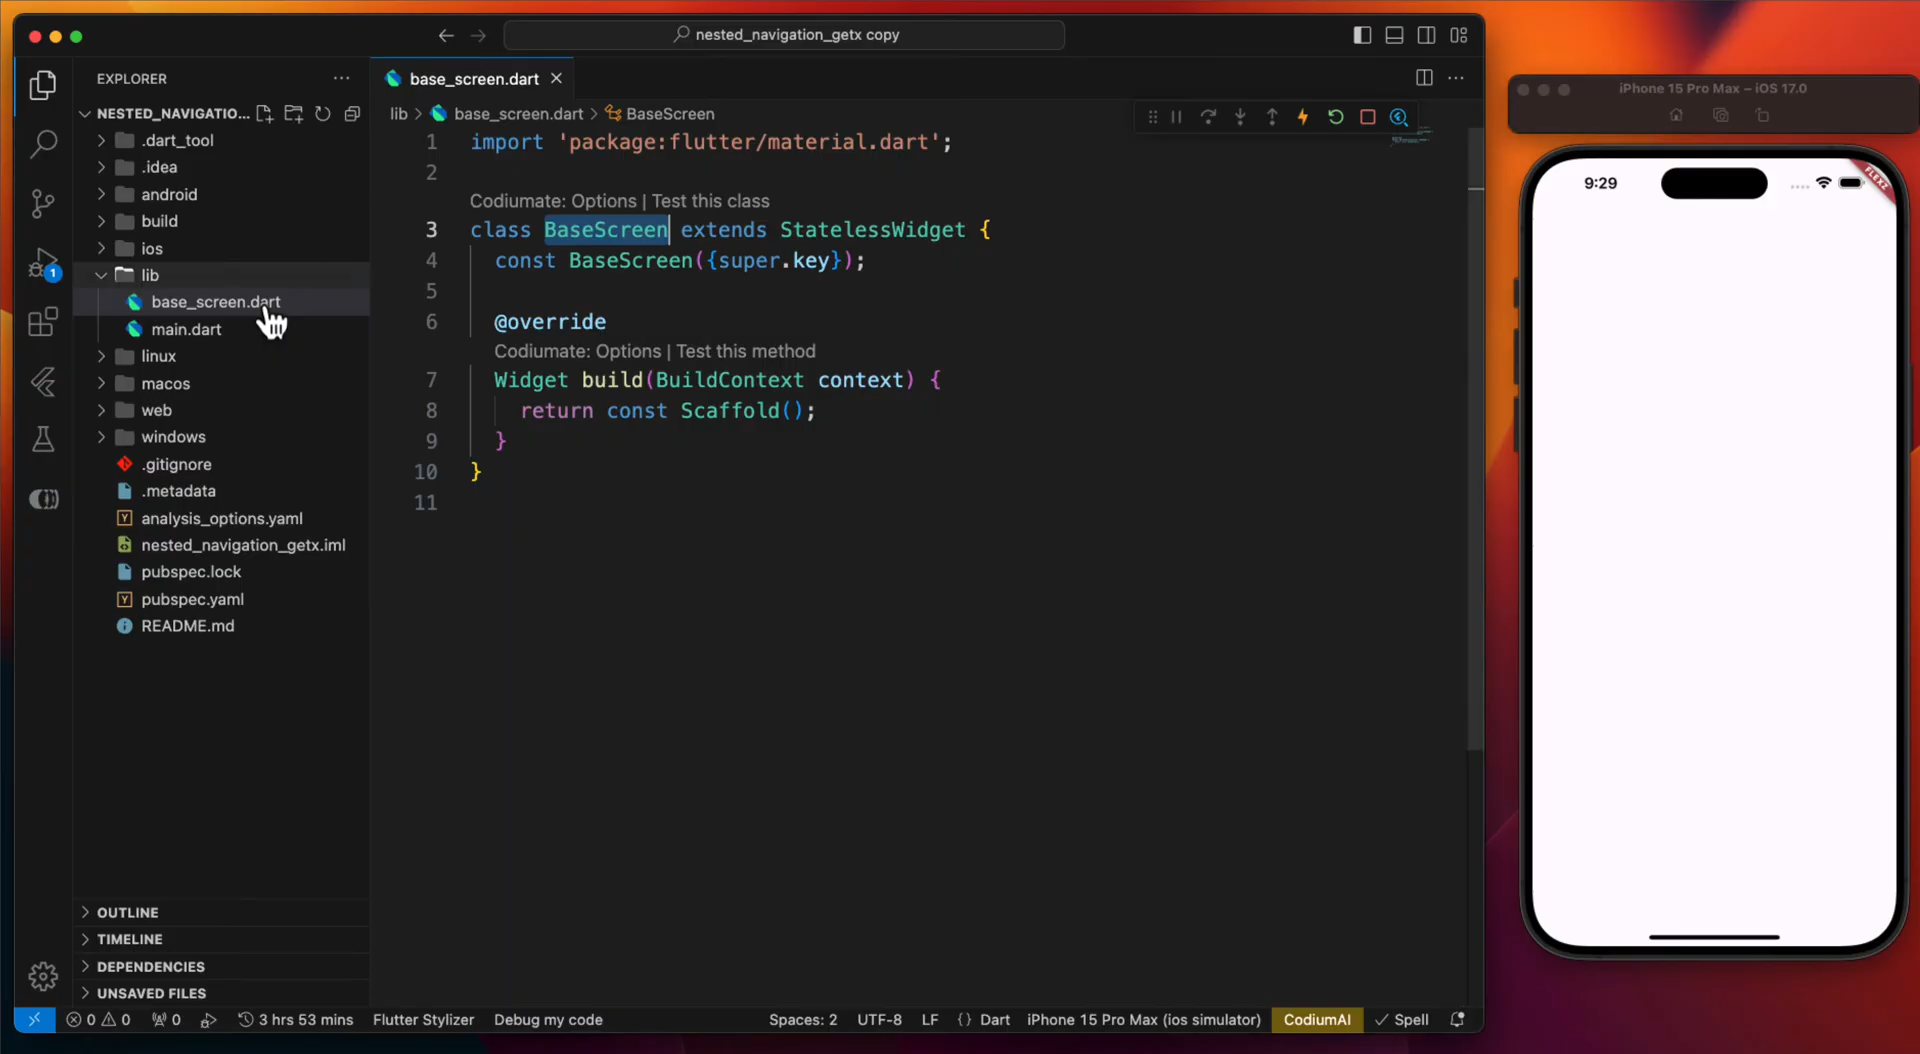 nested_navigation_getx copy
EXPLORER
base_screen.dart
NESTED_NAVIGATIO...
.dart_tool
.idea
android
build
ios
lib
base_screen.dart
main.dart
linux
macos
web
windows
.gitignore
.metadata
analysis_options.yaml
nested_navigation_getx.iml
pubspec.lock
pubspec.yaml
README.md
OUTLINE
TIMELINE
DEPENDENCIES
UNSAVED FILES
lib > base_screen.dart > BaseScreen
1 import 'package:flutter/material.dart';
2
Codiumate: Options | Test this class
3 class BaseScreen extends StatelessWidget {
4 const BaseScreen({super.key});
5
6 @override
Codiumate: Options | Test this method
7 Widget build(BuildContext context) {
8 return const Scaffold();
9 }
10 }
11
1
0 0 0 3 hrs 53 mins Flutter Stylizer Debug my code Spaces: 2 UTF-8 LF {} Dart iPhone 15 Pro Max (ios simulator) CodiumAI Spell
iPhone 15 Pro Max – iOS 17.0
9:29
FLEXZ